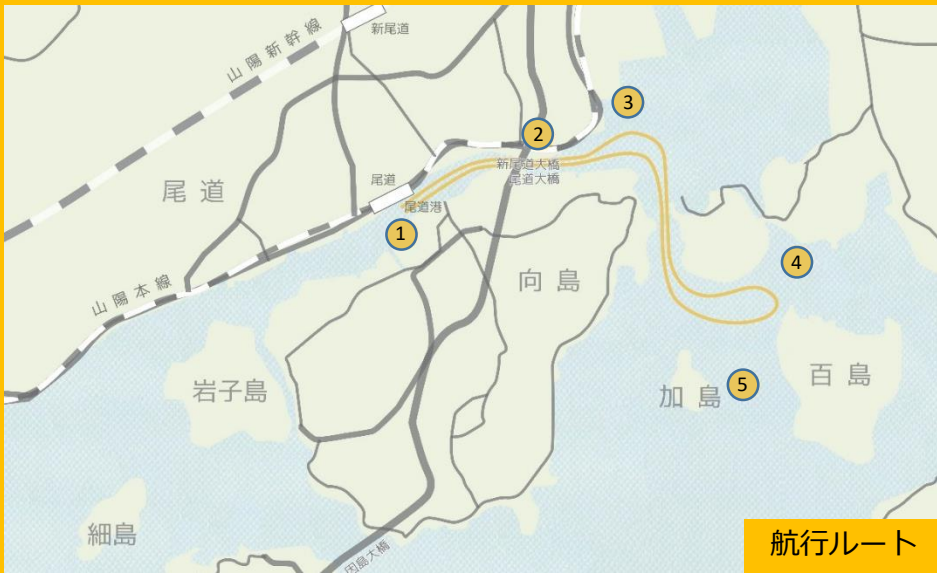 山陽新幹線
新尾道
3
2
新尾道大橋
尾道大橋
尾道
尾道
尾道港
1
4
向島
山陽本線
百島
5
加島
岩子島
細島
因島大橋
航行ルート